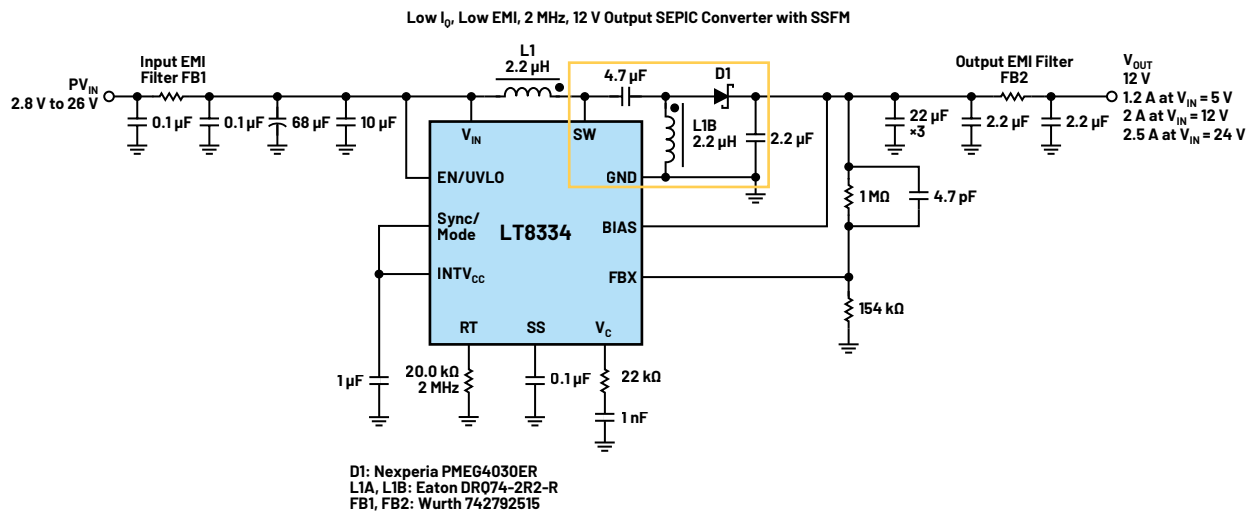 Low I₀, Low EMI, 2 MHz, 12 V Output SEPIC Converter with SSFM
PVIN
2.8 V to 26 V
Input EMI
Filter FB1
0.1 µF
0.1 µF
68 µF
10 µF
L1
2.2 µH
4.7 µF
D1
L1B
2.2 µH
2.2 µF
Output EMI Filter
FB2
22 µF
×3
2.2 µF
2.2 µF
VOUT
12 V
1.2 A at VIN = 5 V
2 A at VIN = 12 V
2.5 A at VIN = 24 V
VIN
SW
EN/UVLO
GND
Sync/
Mode
LT8334
BIAS
INTVCC
FBX
RT
SS
VC
1 MΩ
4.7 pF
154 kΩ
1 µF
20.0 kΩ
2 MHz
0.1 µF
22 kΩ
1 nF
D1: Nexperia PMEG4030ER
L1A, L1B: Eaton DRQ74-2R2-R
FB1, FB2: Wurth 742792515